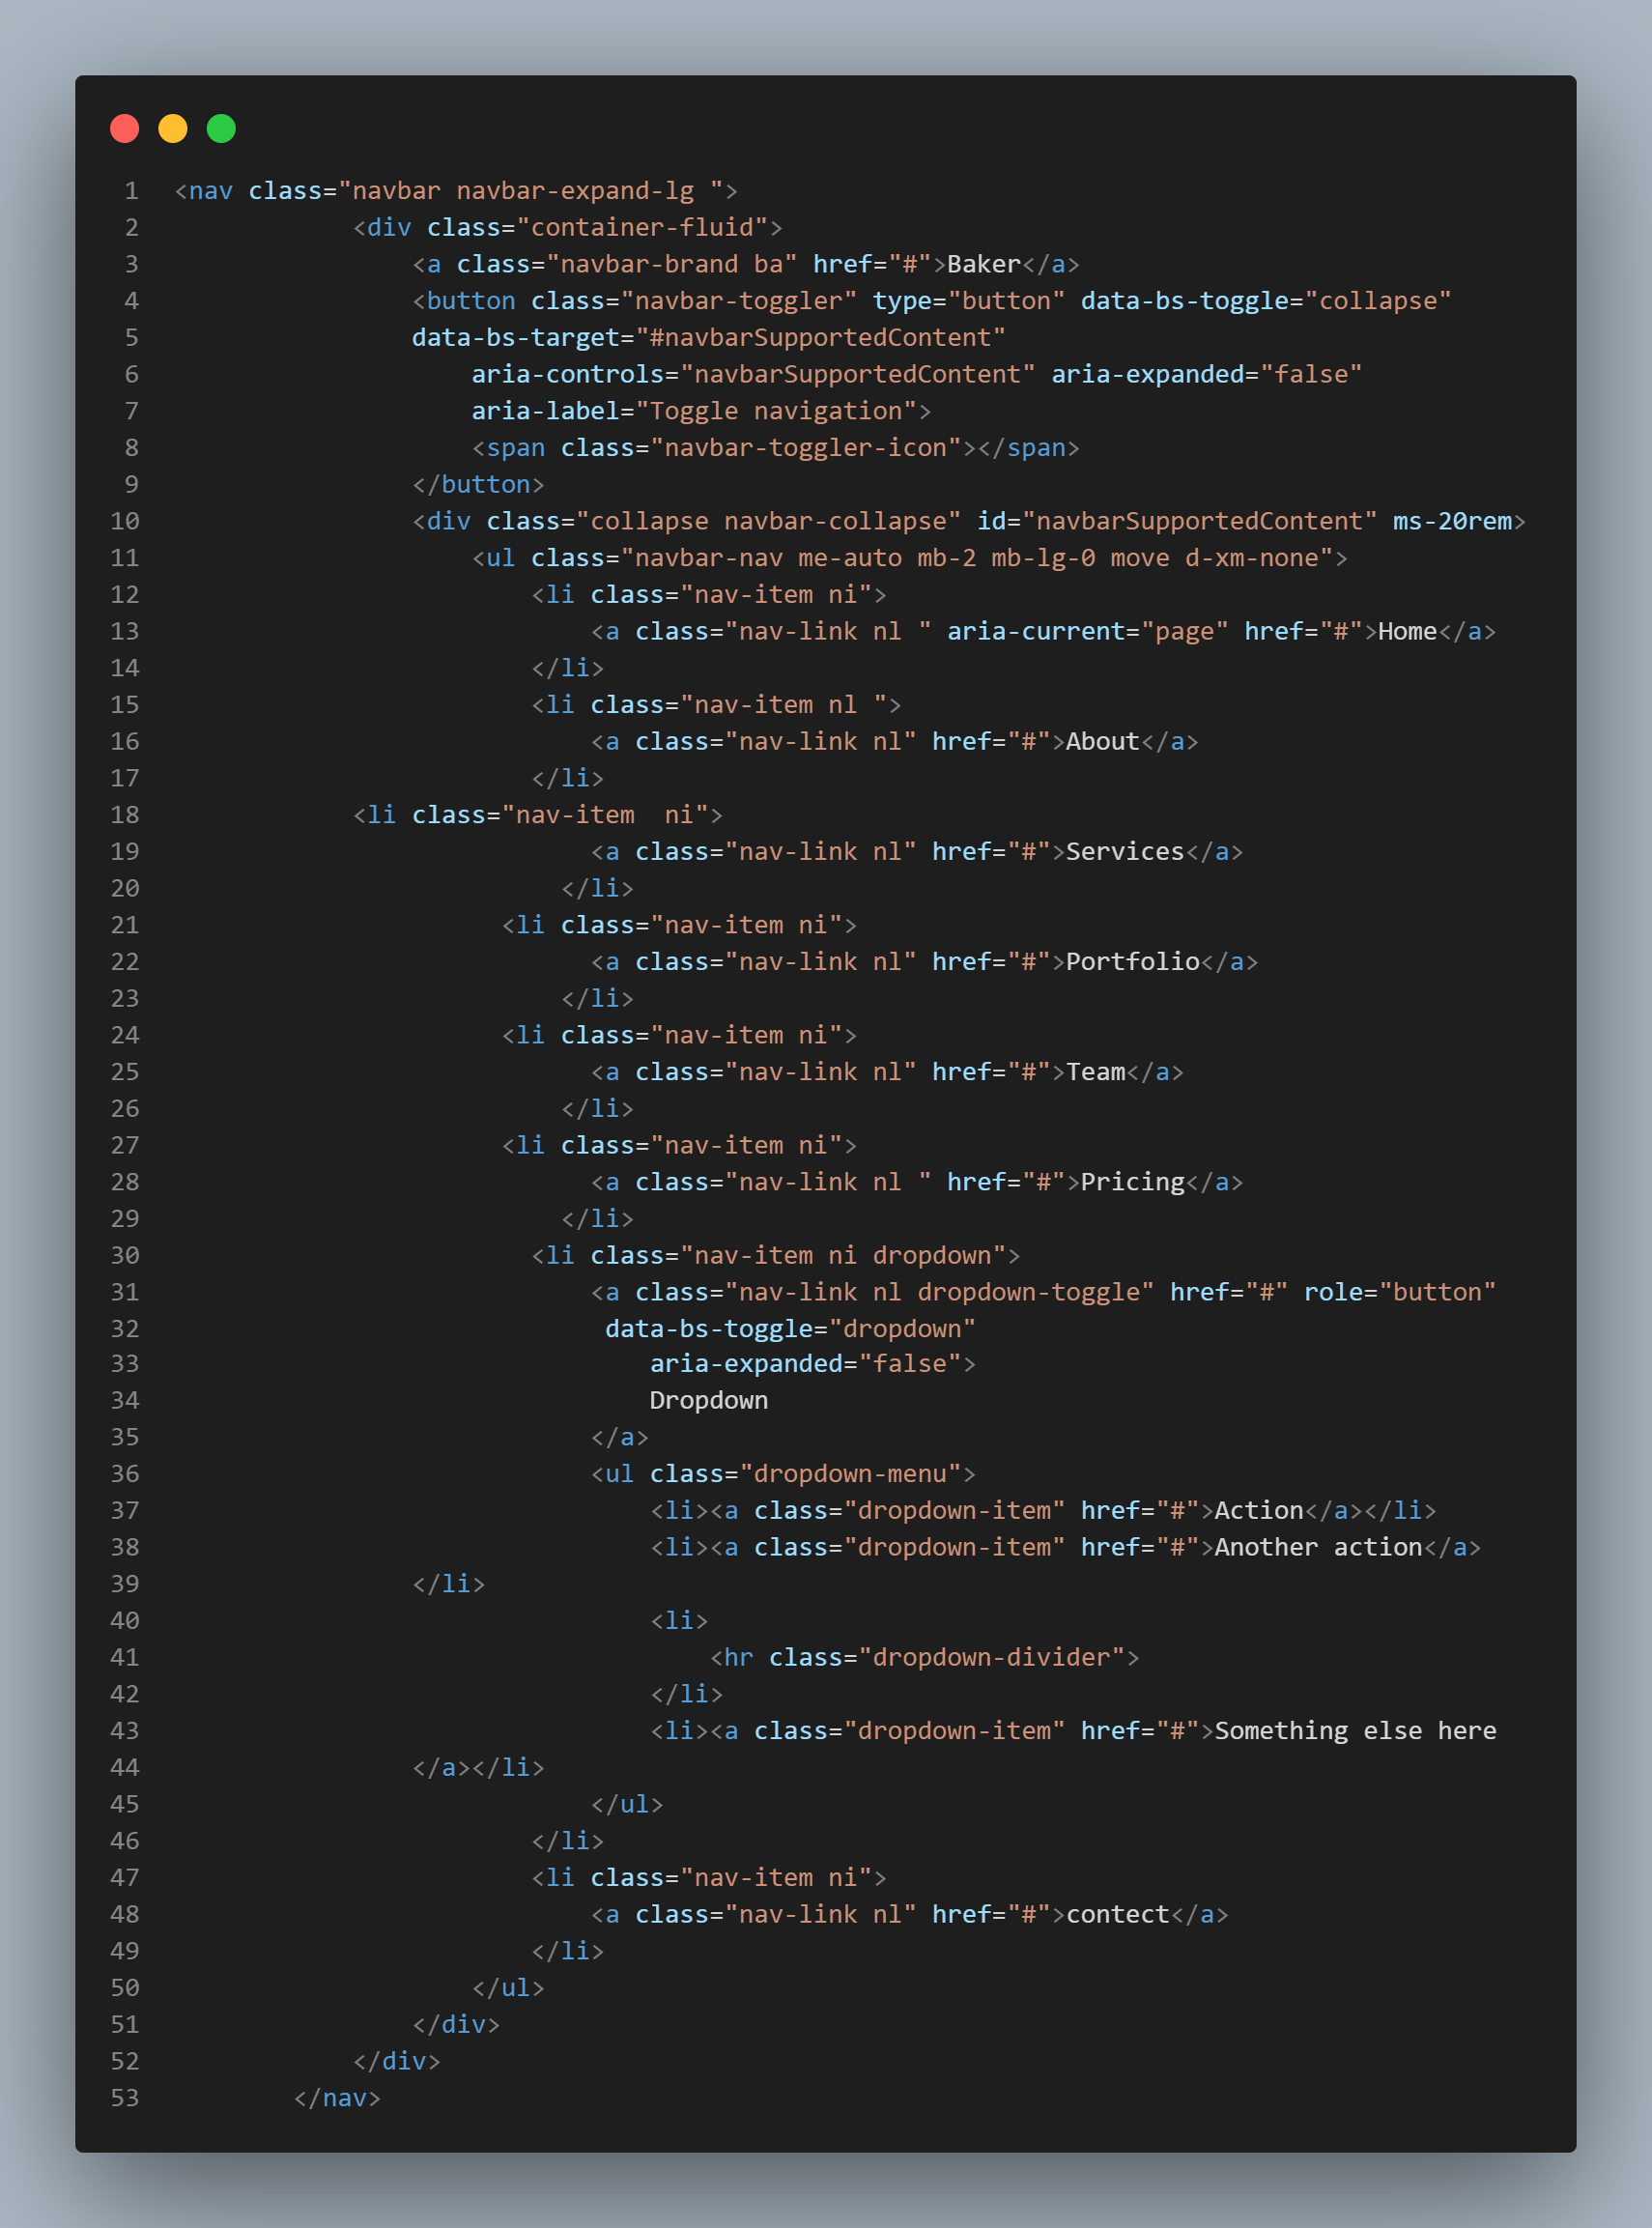 1 <nav class="navbar navbar-expand-lg ">
2             <div class="container-fluid">
3                 <a class="navbar-brand ba" href="#">Baker</a>
4                 <button class="navbar-toggler" type="button" data-bs-toggle="collapse"
5                 data-bs-target="#navbarSupportedContent"
6                     aria-controls="navbarSupportedContent" aria-expanded="false"
7                     aria-label="Toggle navigation">
8                     <span class="navbar-toggler-icon"></span>
9                 </button>
10                 <div class="collapse navbar-collapse" id="navbarSupportedContent" ms-20rem>
11                     <ul class="navbar-nav me-auto mb-2 mb-lg-0 move d-xm-none">
12                         <li class="nav-item ni">
13                             <a class="nav-link nl " aria-current="page" href="#">Home</a>
14                         </li>
15                         <li class="nav-item nl ">
16                             <a class="nav-link nl" href="#">About</a>
17                         </li>
18             <li class="nav-item  ni">
19                             <a class="nav-link nl" href="#">Services</a>
20                           </li>
21                       <li class="nav-item ni">
22                             <a class="nav-link nl" href="#">Portfolio</a>
23                           </li>
24                       <li class="nav-item ni">
25                             <a class="nav-link nl" href="#">Team</a>
26                           </li>
27                       <li class="nav-item ni">
28                             <a class="nav-link nl " href="#">Pricing</a>
29                           </li>
30                         <li class="nav-item ni dropdown">
31                             <a class="nav-link nl dropdown-toggle" href="#" role="button"
32                              data-bs-toggle="dropdown"
33                                 aria-expanded="false">
34                                 Dropdown
35                             </a>
36                             <ul class="dropdown-menu">
37                                 <li><a class="dropdown-item" href="#">Action</a></li>
38                                 <li><a class="dropdown-item" href="#">Another action</a>
39                 </li>
40                                 <li>
41                                     <hr class="dropdown-divider">
42                                 </li>
43                                 <li><a class="dropdown-item" href="#">Something else here
44                 </a></li>
45                             </ul>
46                         </li>
47                         <li class="nav-item ni">
48                             <a class="nav-link nl" href="#">contect</a>
49                         </li>
50                     </ul>
51                 </div>
52             </div>
53         </nav>